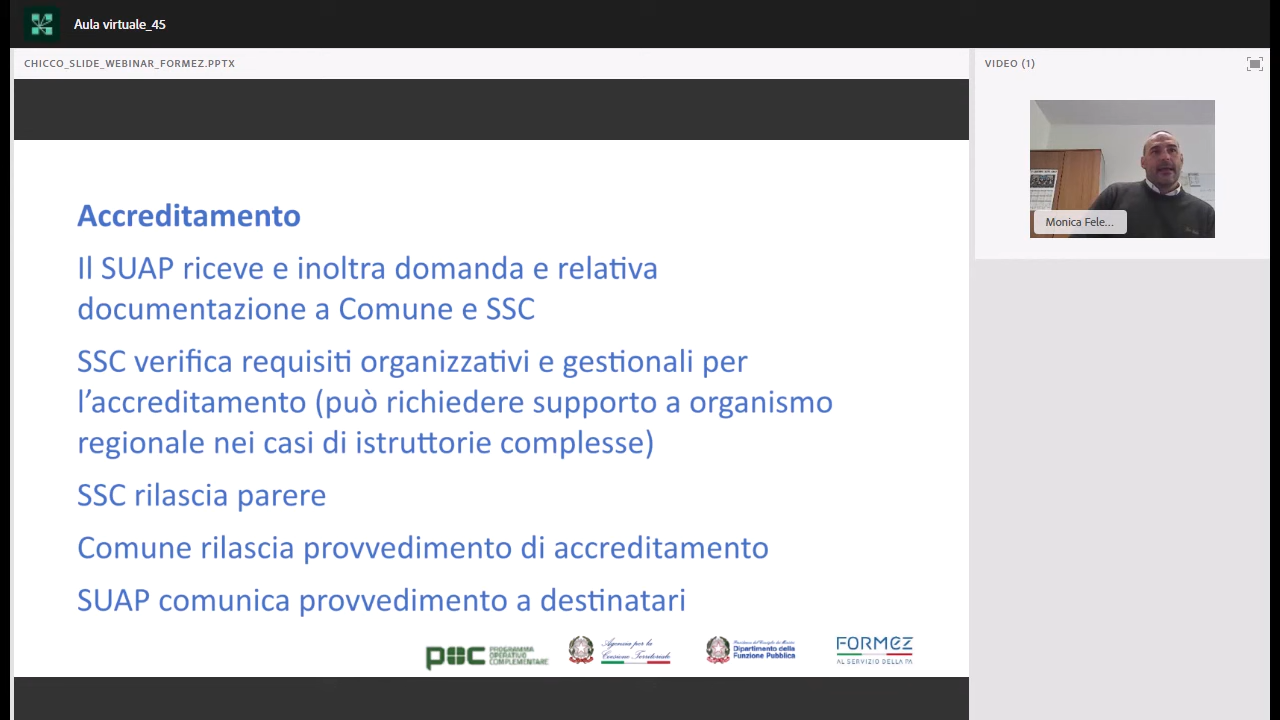 Aula virtuale_45
CHICCO_SLIDE_WEBINAR_FORMEZ.PPTX
VIDEO (1)
Monica Fele...
Accreditamento
Il SUAP riceve e inoltra domanda e relativa
documentazione a Comune e SSC
SSC verifica requisiti organizzativi e gestionali per
l’accreditamento (può richiedere supporto a organismo
regionale nei casi di istruttorie complesse)
SSC rilascia parere
Comune rilascia provvedimento di accreditamento
SUAP comunica provvedimento a destinatari
POC PROGRAMMA
OPERATIVO
COMPLEMENTARE
Agenzia per la
Coesione Territoriale
Presidenza del Consiglio dei Ministri
Dipartimento della
Funzione Pubblica
FORMEZ
AL SERVIZIO DELLA PA